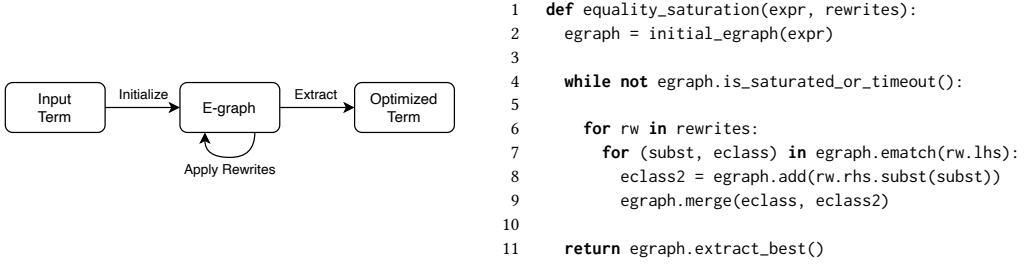 Input
Term
Initialize
E-graph
Extract
Optimized
Term
Apply Rewrites
1 def equality_saturation(expr, rewrites):
2   egraph = initial_egraph(expr)
3
4   while not egraph.is_saturated_or_timeout():
5
6     for rw in rewrites:
7       for (subst, eclass) in egraph.ematch(rw.lhs):
8         eclass2 = egraph.add(rw.rhs.subst(subst))
9         egraph.merge(eclass, eclass2)
10
11   return egraph.extract_best()